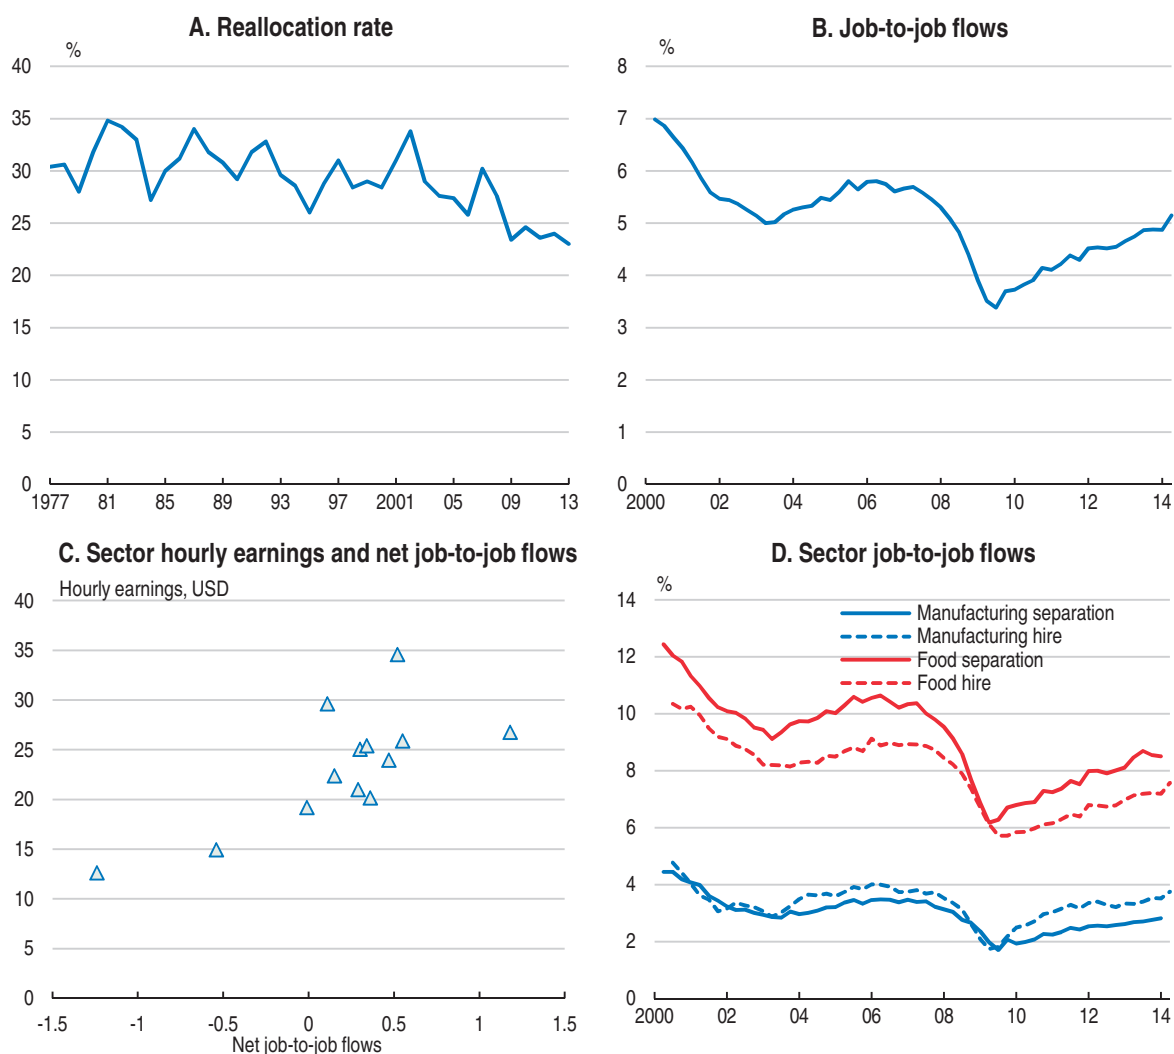 A. Reallocation rate
%
40
35
30
25
20
15
10
5
0
1977 81 85 89 93 97 2001 05 09 13
B. Job-to-job flows
%
8
7
6
5
4
3
2
1
0
2000 02 04 06 08 10 12 14
C. Sector hourly earnings and net job-to-job flows
Hourly earnings, USD
40
35
30
25
20
15
10
5
0
-1.5 -1 -0.5 0 0.5 1 1.5
Net job-to-job flows
D. Sector job-to-job flows
%
14
12
10
8
6
4
2
0
Manufacturing separation
Manufacturing hire
Food separation
Food hire
2000 02 04 06 08 10 12 14